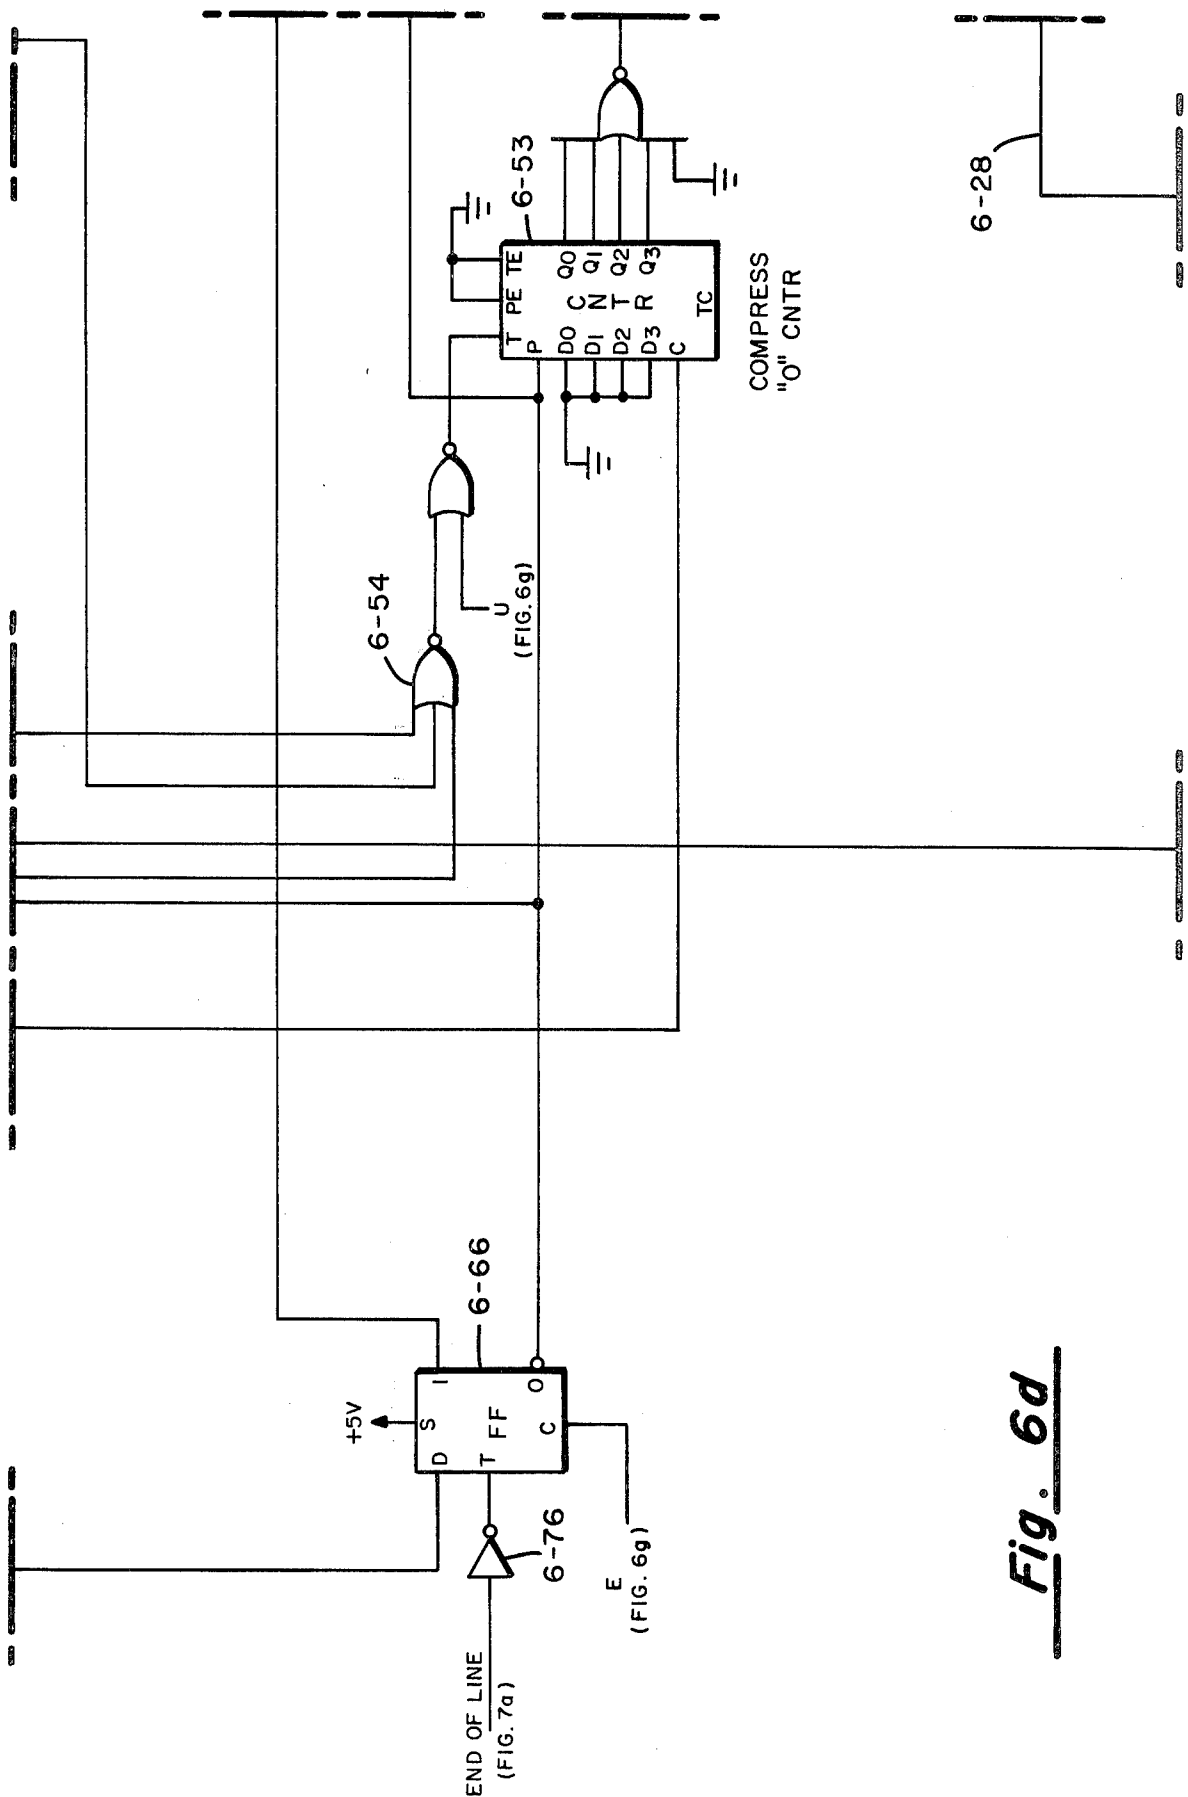 END OF LINE
(FIG. 7a)
6-76
E
(FIG. 6g)
+5V
D S 1
T FF
C 0
6-66
6-54
U
(FIG. 6g)
6-53
T PE TE
P
D0 C Q0
D1 N Q1
D2 T Q2
D3 R Q3
C TC
COMPRESS
"0" CNTR
6-28
Fig. 6d